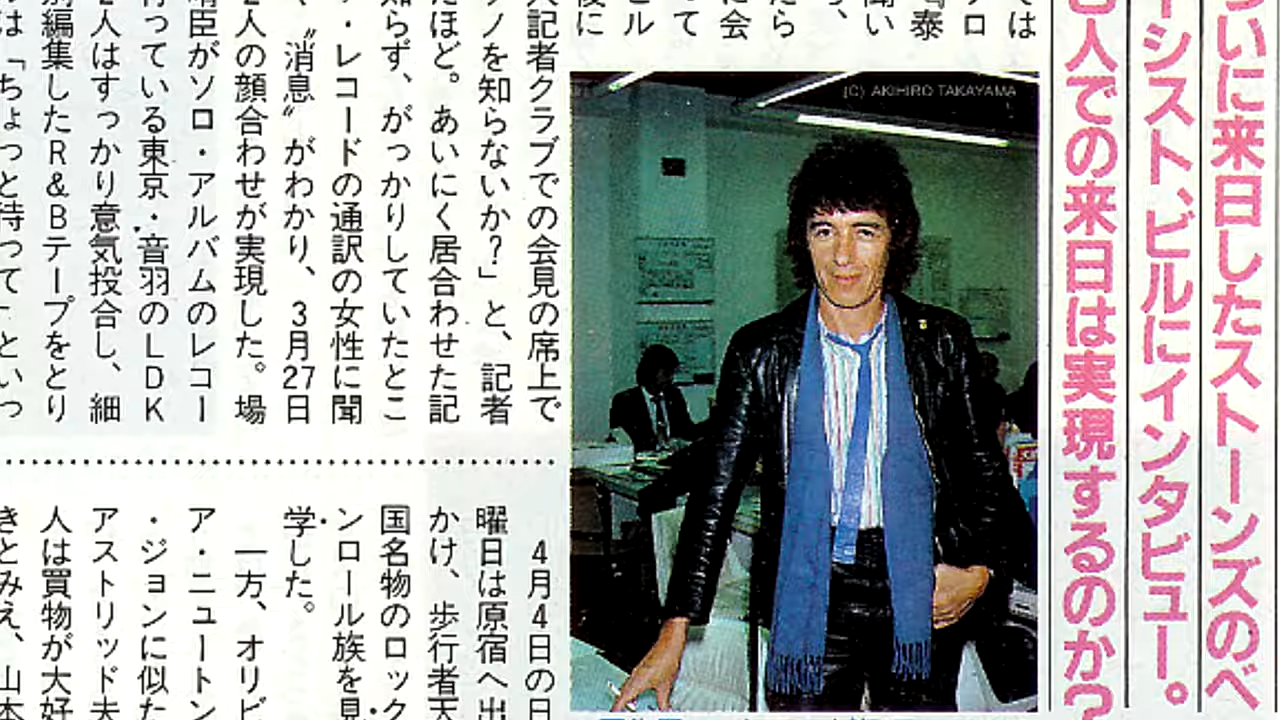 ついに来日したストーンズのベ
ーシスト、ビルにインタビュー。
人での来日は実現するのか?
(C) AKIHIRO TAKAYAMA
では
フロ
篤泰
聞い
たら
に会
して
ビル
後に
人記者クラブでの会見の席上で
ソノを知らないか?」と、記者
たほど。あいにく居合わせた記
知らず、がっかりしていたとこ
ア・レコードの通訳の女性に聞
〝消息〟がわかり、3月27日
2人の顔合わせが実現した。場
晴臣がソロ・アルバムのレコー
行っている東京・音羽のLDK
2人はすっかり意気投合し、細
別編集したR&Bテープをとり
は「ちょっと待って」といっ
4月4日の日
曜日は原宿へ出
かけ、歩行者天
国名物のロック
ンロール族を見
学した。
一方、オリビ
ア・ニュートン
・ジョンに似た
アストリッド夫
人は買物が大好
きとみえ、山本